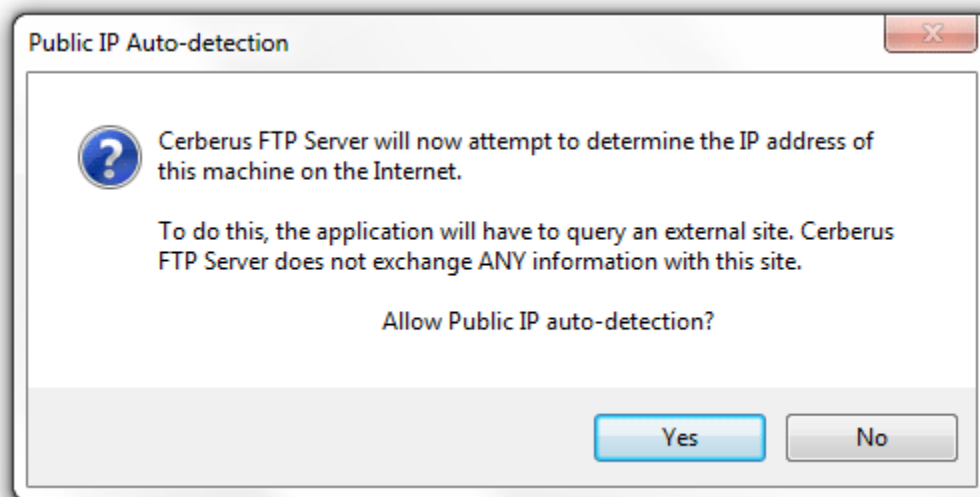 Public IP Auto-detection
Cerberus FTP Server will now attempt to determine the IP address of
this machine on the Internet.
To do this, the application will have to query an external site. Cerberus
FTP Server does not exchange ANY information with this site.
Allow Public IP auto-detection?
Yes
No